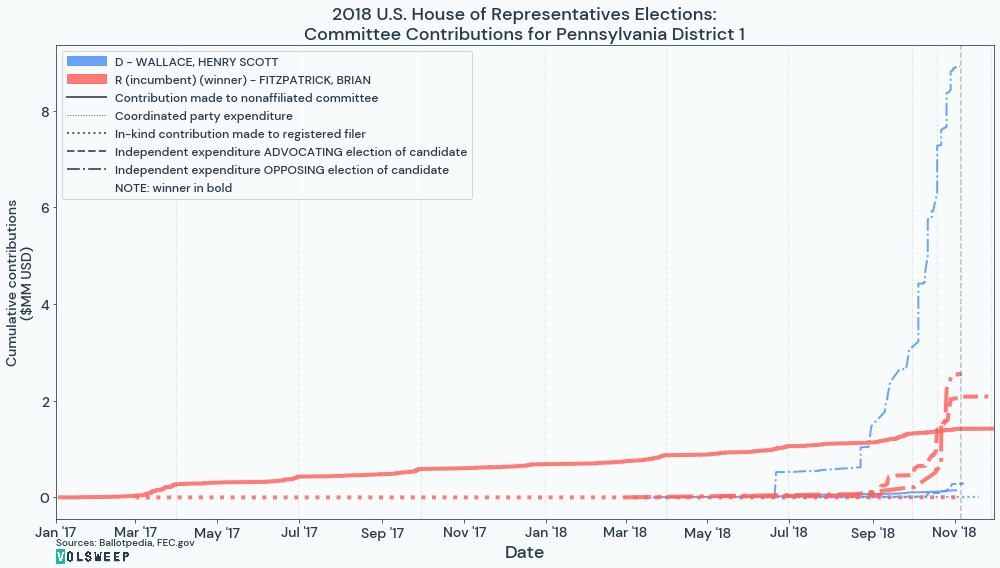 2018 U.S. House of Representatives Elections:
Committee Contributions for Pennsylvania District 1
D - WALLACE, HENRY SCOTT
R (incumbent) (winner) - FITZPATRICK, BRIAN
Contribution made to nonaffiliated committee
Coordinated party expenditure
In-kind contribution made to registered filer
Independent expenditure ADVOCATING election of candidate
Independent expenditure OPPOSING election of candidate
NOTE: winner in bold
Cumulative contributions
($MM USD)
8
6
4
2
0
Jan '17 Mar '17 May '17 Jul '17 Sep '17 Nov '17 Jan '18 Mar '18 May '18 Jul '18 Sep '18 Nov '18
Date
Sources: Ballotpedia, FEC.gov
VOLSWEEP